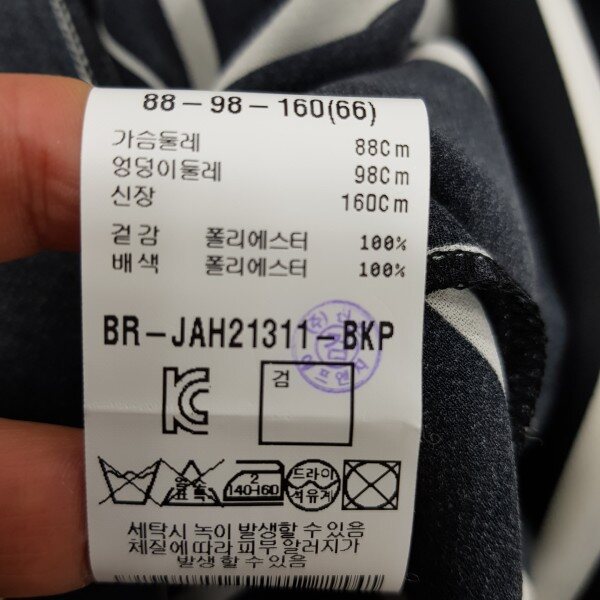 88-98-160(66)
가슴둘레 88Cm
엉덩이둘레 98Cm
신장 160Cm
겉감 폴리에스터 100%
배색 폴리에스터 100%
BR-JAH21311-BKP
검
2
140-160
드라이
석유계
세탁시 녹이 발생할 수 있음
체질에 따라 피부 알러지가
발생할 수 있음